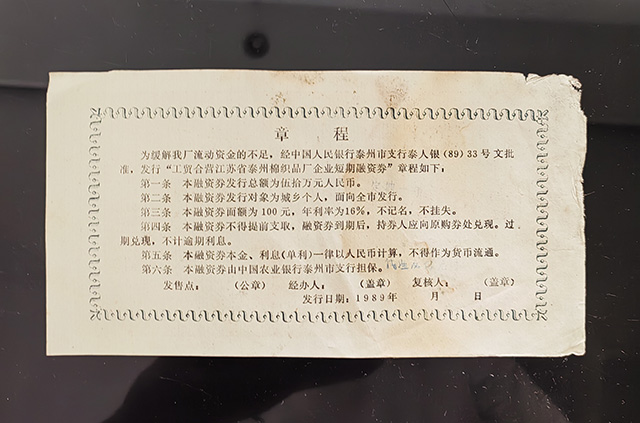 章程
为缓解我厂流动资金的不足，经中国人民银行泰州市支行泰人银(89)33号文批
准，发行“工贸合营江苏省泰州棉织品厂企业短期融资券”章程如下：
第一条 本融资券发行总额为伍拾万元人民币。
第二条 本融资券发行对象为城乡个人，面向全市发行。
第三条 本融资券面额为100元，年利率为16%，不记名，不挂失。
第四条 本融资券不得提前支取，融资券到期后，持券人应向原购券处兑现。过
期兑现，不计逾期利息。
第五条 本融资券本金、利息(单利)一律以人民币计算，不得作为货币流通。
第六条 本融资券由中国农业银行泰州市支行担保。
发售点： (公章) 经办人： (盖章) 复核人： (盖章)
发行日期：1989年 月 日